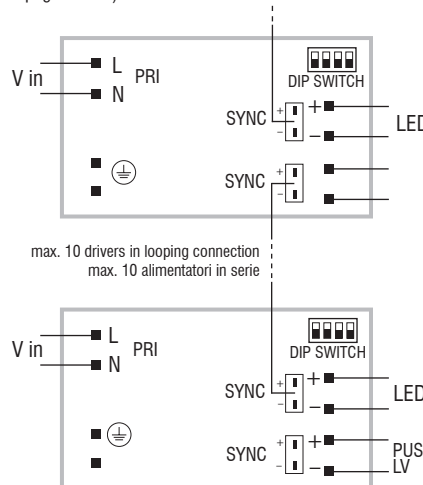 V in
L
N
PRI
DIP SWITCH
SYNC
+
-
+
−
LED
SYNC
+
-
max. 10 drivers in looping connection
max. 10 alimentatori in serie
V in
L
N
PRI
DIP SWITCH
SYNC
+
-
+
−
LED
SYNC
+
-
+
−
PUS
LV